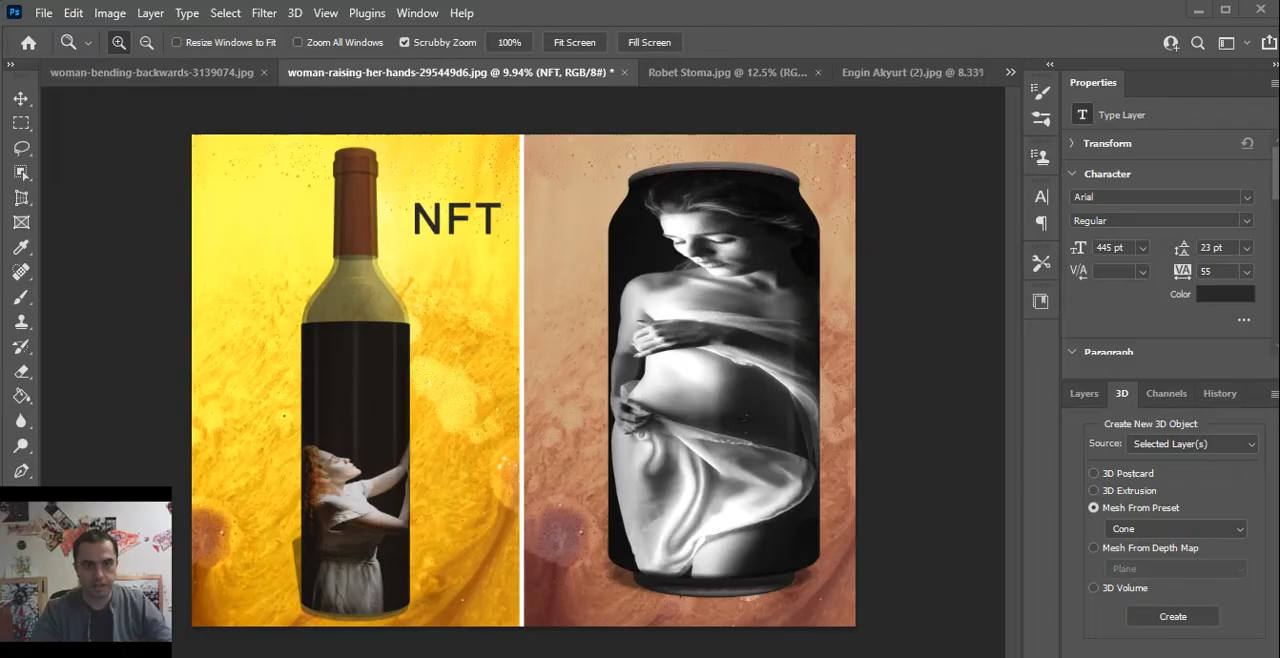 Ps File Edit Image Layer Type Select Filter 3D View Plugins Window Help
Resize Windows to Fit Zoom All Windows Scrubby Zoom 100% Fit Screen Fill Screen
woman-bending-backwards-3139074.jpg × woman-raising-her-hands-295449d6.jpg @ 9.94% (NFT, RGB/8#) * × Robet Stoma.jpg @ 12.5% (RG... × Engin Akyurt (2).jpg @ 8.33%
NFT
Properties
T Type Layer
Transform
Character
Arial
Regular
445 pt 23 pt
55
Color
Paragraph
Layers 3D Channels History
Create New 3D Object
Source: Selected Layer(s)
3D Postcard
3D Extrusion
Mesh From Preset
Cone
Mesh From Depth Map
Plane
3D Volume
Create